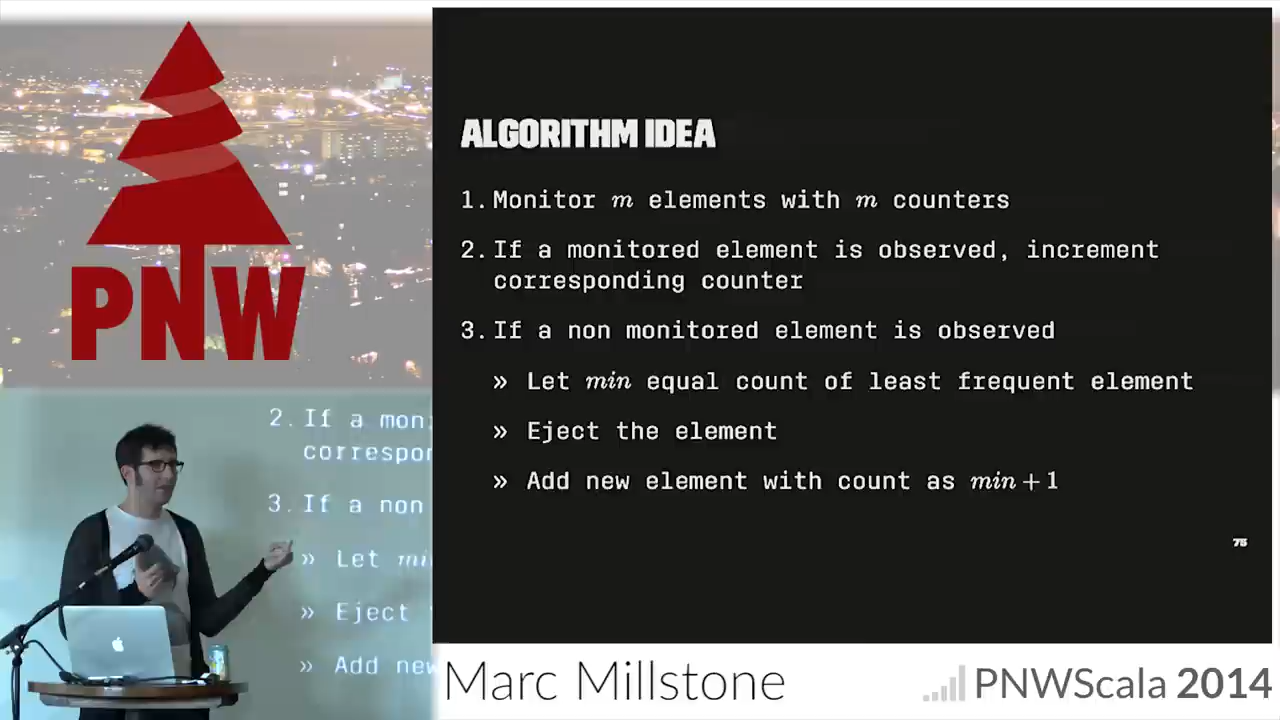 PNW
ALGORITHM IDEA
1. Monitor m elements with m counters
2. If a monitored element is observed, increment
corresponding counter
3. If a non monitored element is observed
» Let min equal count of least frequent element
» Eject the element
» Add new element with count as min + 1
75
2. If a mon
correspo
3. If a non
» Let mi
» Eject
» Add new
Marc Millstone
PNWScala 2014